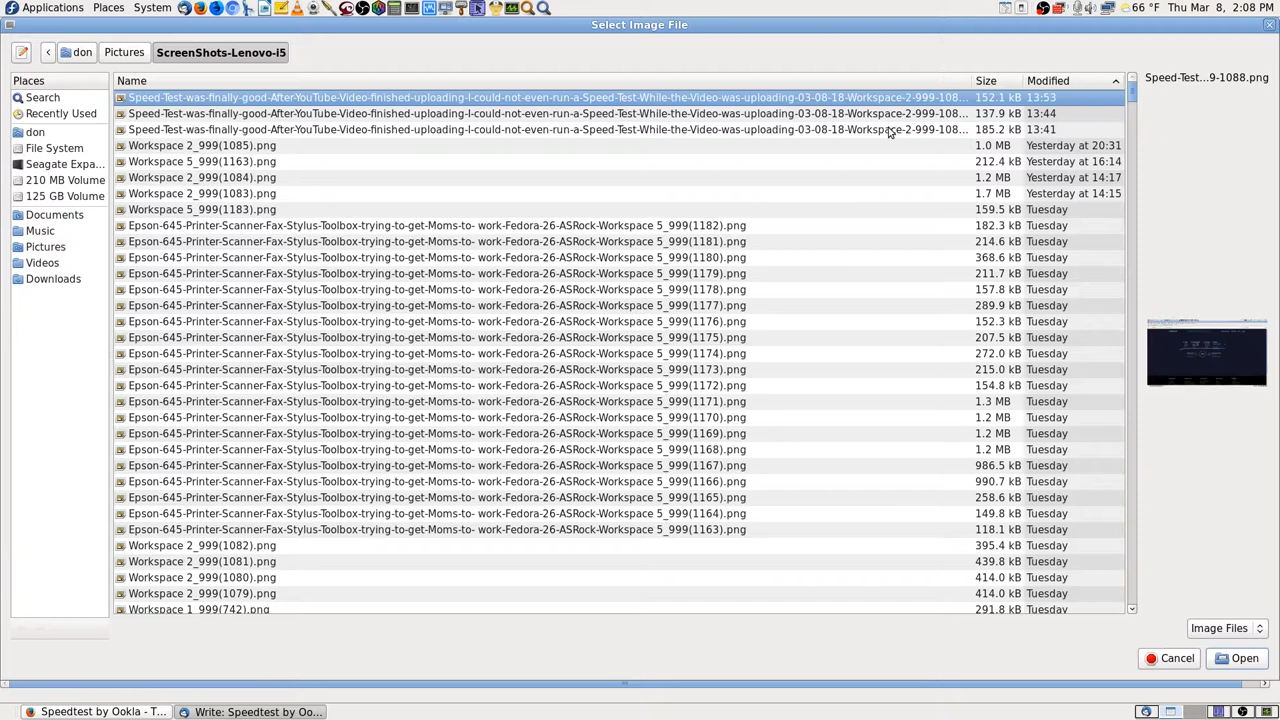 Applications Places System 66 °F Thu Mar 8, 2:08 PM
Select Image File
don Pictures ScreenShots-Lenovo-i5
Places Name Size Modified Speed-Test...9-1088.png
Search Speed-Test-was-finally-good-After-YouTube-Video-finished-uploading-I-could-not-even-run-a-Speed-Test-While-the-Video-was-uploading-03-08-18-Workspace-2-999-108... 152.1 kB 13:53
Recently Used Speed-Test-was-finally-good-After-YouTube-Video-finished-uploading-I-could-not-even-run-a-Speed-Test-While-the-Video-was-uploading-03-08-18-Workspace-2-999-108... 137.9 kB 13:44
don Speed-Test-was-finally-good-After-YouTube-Video-finished-uploading-I-could-not-even-run-a-Speed-Test-While-the-Video-was-uploading-03-08-18-Workspace-2-999-108... 185.2 kB 13:41
File System Workspace 2_999(1085).png 1.0 MB Yesterday at 20:31
Seagate Expa... Workspace 5_999(1163).png 212.4 kB Yesterday at 16:14
210 MB Volume Workspace 2_999(1084).png 1.2 MB Yesterday at 14:17
125 GB Volume Workspace 2_999(1083).png 1.7 MB Yesterday at 14:15
Documents Workspace 5_999(1183).png 159.5 kB Tuesday
Music Epson-645-Printer-Scanner-Fax-Stylus-Toolbox-trying-to-get-Moms-to- work-Fedora-26-ASRock-Workspace 5_999(1182).png 182.3 kB Tuesday
Pictures Epson-645-Printer-Scanner-Fax-Stylus-Toolbox-trying-to-get-Moms-to- work-Fedora-26-ASRock-Workspace 5_999(1181).png 214.6 kB Tuesday
Videos Epson-645-Printer-Scanner-Fax-Stylus-Toolbox-trying-to-get-Moms-to- work-Fedora-26-ASRock-Workspace 5_999(1180).png 368.6 kB Tuesday
Downloads Epson-645-Printer-Scanner-Fax-Stylus-Toolbox-trying-to-get-Moms-to- work-Fedora-26-ASRock-Workspace 5_999(1179).png 211.7 kB Tuesday
Epson-645-Printer-Scanner-Fax-Stylus-Toolbox-trying-to-get-Moms-to- work-Fedora-26-ASRock-Workspace 5_999(1178).png 157.8 kB Tuesday
Epson-645-Printer-Scanner-Fax-Stylus-Toolbox-trying-to-get-Moms-to- work-Fedora-26-ASRock-Workspace 5_999(1177).png 289.9 kB Tuesday
Epson-645-Printer-Scanner-Fax-Stylus-Toolbox-trying-to-get-Moms-to- work-Fedora-26-ASRock-Workspace 5_999(1176).png 152.3 kB Tuesday
Epson-645-Printer-Scanner-Fax-Stylus-Toolbox-trying-to-get-Moms-to- work-Fedora-26-ASRock-Workspace 5_999(1175).png 207.5 kB Tuesday
Epson-645-Printer-Scanner-Fax-Stylus-Toolbox-trying-to-get-Moms-to- work-Fedora-26-ASRock-Workspace 5_999(1174).png 272.0 kB Tuesday
Epson-645-Printer-Scanner-Fax-Stylus-Toolbox-trying-to-get-Moms-to- work-Fedora-26-ASRock-Workspace 5_999(1173).png 215.0 kB Tuesday
Epson-645-Printer-Scanner-Fax-Stylus-Toolbox-trying-to-get-Moms-to- work-Fedora-26-ASRock-Workspace 5_999(1172).png 154.8 kB Tuesday
Epson-645-Printer-Scanner-Fax-Stylus-Toolbox-trying-to-get-Moms-to- work-Fedora-26-ASRock-Workspace 5_999(1171).png 1.3 MB Tuesday
Epson-645-Printer-Scanner-Fax-Stylus-Toolbox-trying-to-get-Moms-to- work-Fedora-26-ASRock-Workspace 5_999(1170).png 1.2 MB Tuesday
Epson-645-Printer-Scanner-Fax-Stylus-Toolbox-trying-to-get-Moms-to- work-Fedora-26-ASRock-Workspace 5_999(1169).png 1.2 MB Tuesday
Epson-645-Printer-Scanner-Fax-Stylus-Toolbox-trying-to-get-Moms-to- work-Fedora-26-ASRock-Workspace 5_999(1168).png 1.2 MB Tuesday
Epson-645-Printer-Scanner-Fax-Stylus-Toolbox-trying-to-get-Moms-to- work-Fedora-26-ASRock-Workspace 5_999(1167).png 986.5 kB Tuesday
Epson-645-Printer-Scanner-Fax-Stylus-Toolbox-trying-to-get-Moms-to- work-Fedora-26-ASRock-Workspace 5_999(1166).png 990.7 kB Tuesday
Epson-645-Printer-Scanner-Fax-Stylus-Toolbox-trying-to-get-Moms-to- work-Fedora-26-ASRock-Workspace 5_999(1165).png 258.6 kB Tuesday
Epson-645-Printer-Scanner-Fax-Stylus-Toolbox-trying-to-get-Moms-to- work-Fedora-26-ASRock-Workspace 5_999(1164).png 149.8 kB Tuesday
Epson-645-Printer-Scanner-Fax-Stylus-Toolbox-trying-to-get-Moms-to- work-Fedora-26-ASRock-Workspace 5_999(1163).png 118.1 kB Tuesday
Workspace 2_999(1082).png 395.4 kB Tuesday
Workspace 2_999(1081).png 439.8 kB Tuesday
Workspace 2_999(1080).png 414.0 kB Tuesday
Workspace 2_999(1079).png 414.0 kB Tuesday
Workspace 1_999(742).png 291.8 kB Tuesday
Image Files
Cancel Open
Speedtest by Ookla - T... Write: Speedtest by Oo...